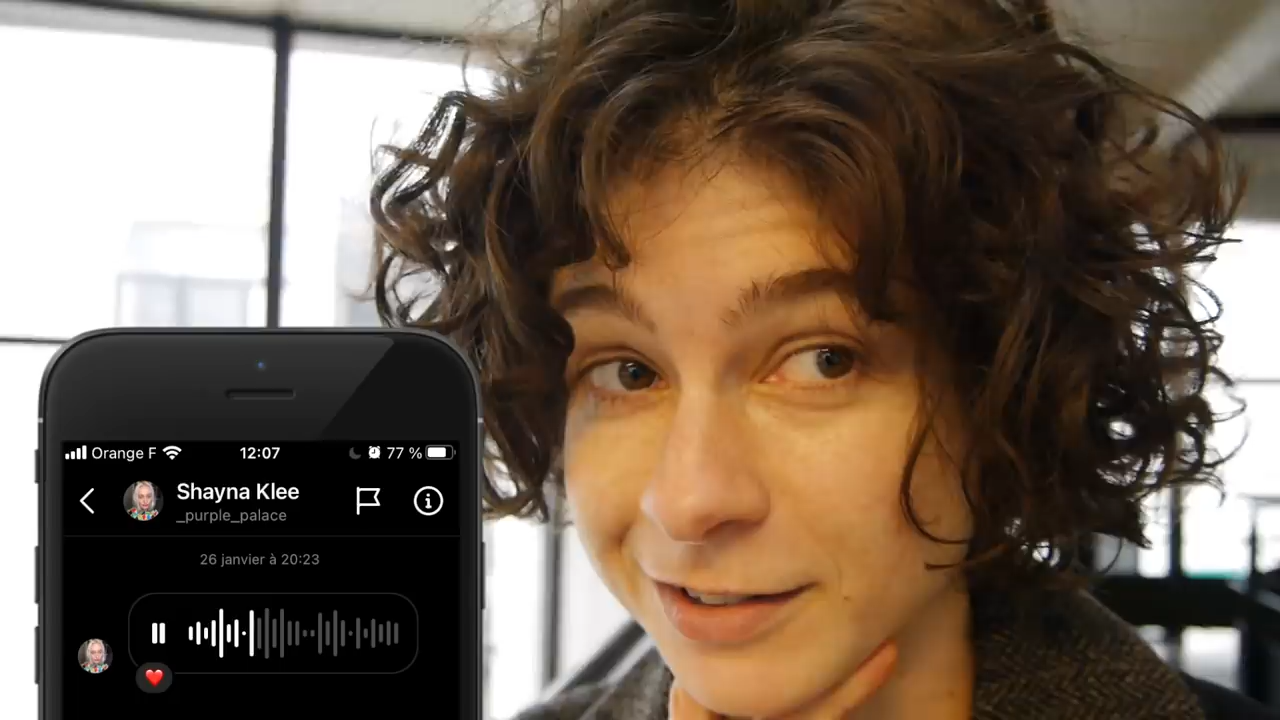 Orange F 12:07 77 %
Shayna Klee
_purple_palace
26 janvier à 20:23